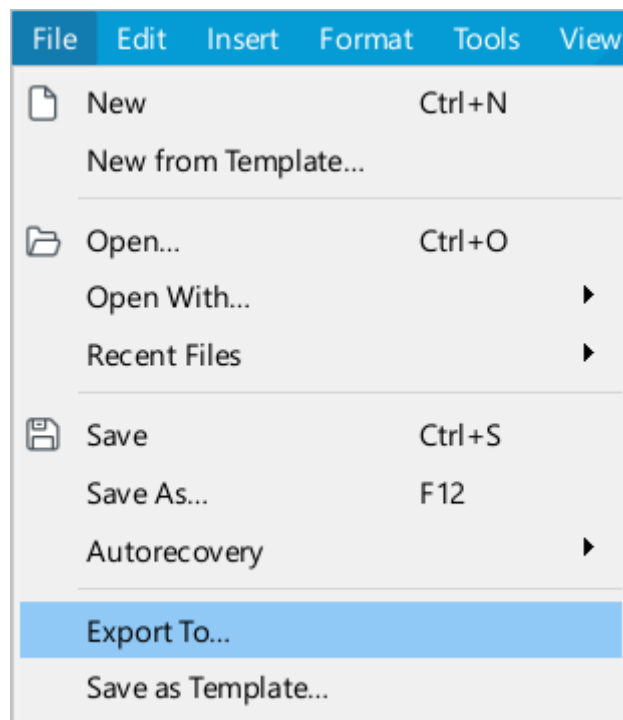 File Edit Insert Format Tools View
New Ctrl+N
New from Template...
Open... Ctrl+O
Open With...
Recent Files
Save Ctrl+S
Save As... F12
Autorecovery
Export To...
Save as Template...